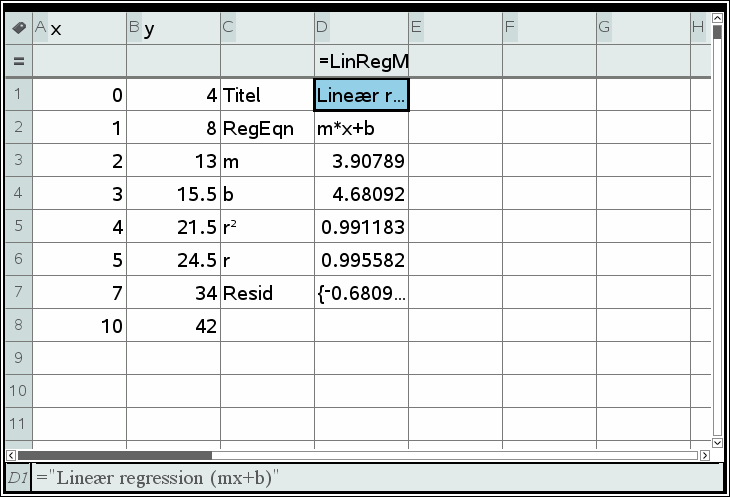 A x B y C D E F G H
= =LinRegM
1 0 4 Titel Lineær r...
2 1 8 RegEqn m*x+b
3 2 13 m 3.90789
4 3 15.5 b 4.68092
5 4 21.5 r² 0.991183
6 5 24.5 r 0.995582
7 7 34 Resid {⁻0.6809...
8 10 42
9
10
11
D1 ="Lineær regression (mx+b)"